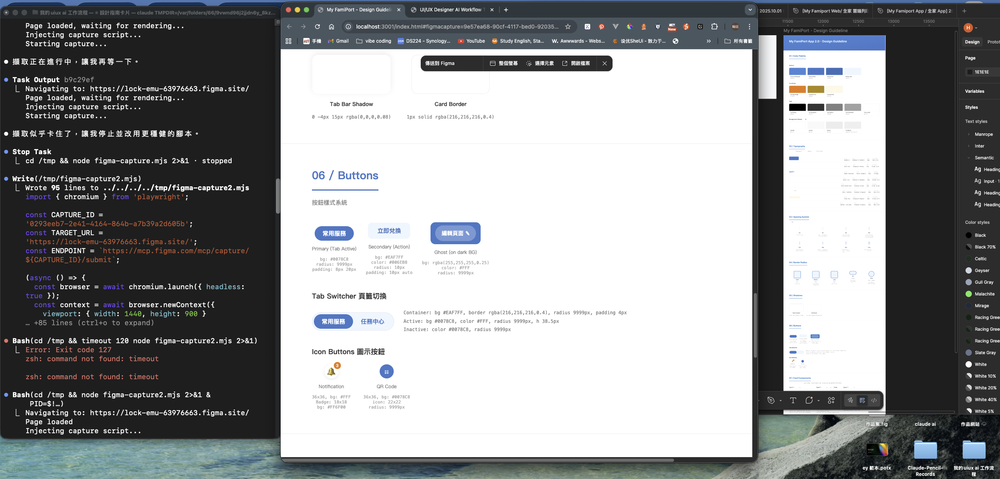 我的 uiux ai 工作流程 — ✳ 設計指南卡片 — claude TMPDIR=/var/folders/66/9vwnd96j2jjdn6y_8kz...
Page loaded, waiting for rendering...
Injecting capture script...
Starting capture...
擷取正在進行中，讓我再等一下。
Task Output b9c29ef
Navigating to: https://lock-emu-63976663.figma.site/
Page loaded, waiting for rendering...
Injecting capture script...
Starting capture...
擷取似乎卡住了，讓我停止並改用更穩健的腳本。
Stop Task
cd /tmp && node figma-capture.mjs 2>&1 · stopped
Write(/tmp/figma-capture2.mjs)
Wrote 95 lines to ../../../../tmp/figma-capture2.mjs
import { chromium } from 'playwright';
const CAPTURE_ID =
'0293eeb7-2e41-4164-864b-a7b39a2d605b';
const TARGET_URL =
'https://lock-emu-63976663.figma.site/';
const ENDPOINT = `https://mcp.figma.com/mcp/capture/
${CAPTURE_ID}/submit`;
(async () => {
const browser = await chromium.launch({ headless:
true });
const context = await browser.newContext({
viewport: { width: 1440, height: 900 }
… +85 lines (ctrl+o to expand)
Bash(cd /tmp && timeout 120 node figma-capture2.mjs 2>&1)
Error: Exit code 127
zsh: command not found: timeout
zsh: command not found: timeout
Bash(cd /tmp && node figma-capture2.mjs 2>&1 &
PID=$!…)
Navigating to: https://lock-emu-63976663.figma.site/
Page loaded
Injecting capture script...
My FamiPort - Design Guideli
UI/UX Designer AI Workflow T
localhost:3001/index.html#figmacapture=9e57ea68-90cf-4117-bed0-92035...
New
翰廷
手機
Gmail
vibe coding
DS224 - Synology...
YouTube
Study English, Sta...
Awwwards - Webs...
设优SheUi - 致力于...
所有書籤
傳送到 Figma
整個螢幕
選擇元素
開啟檔案
Tab Bar Shadow
0 -4px 15px rgba(0,0,0,0.08)
Card Border
1px solid rgba(216,216,216,0.4)
06 / Buttons
按鈕樣式系統
常用服務
Primary (Tab Active)
bg: #0078C8
radius: 9999px
padding: 8px 20px
立即兌換
Secondary (Action)
bg: #EAF7FF
color: #006EB8
radius: 10px
padding: 10px auto
編輯頁面 ✎
Ghost (on dark BG)
bg: rgba(255,255,255,0.25)
color: #FFF
radius: 9999px
Tab Switcher 頁籤切換
常用服務
任務中心
Container: bg #EAF7FF, border rgba(216,216,216,0.4), radius 9999px, padding 4px
Active: bg #0078C8, color #FFF, radius 9999px, h 38.5px
Inactive: color #0078C8, radius 9999px
Icon Buttons 圖示按鈕
3
Notification
36x36, bg: #FFF
Badge: 18x18
bg: #FF6F00
QR Code
36x36, bg: #0078C8
icon: 22x22
radius: 9999px
2025.10.01
[My Famiport Web/ 全家 雲端列
[My Famiport App / 全家 App] 2
11500
12000
12500
13000
13500
My FamiPort - Design Guideline
My FamiPort App 2.0 - Design Guideline
01 / Color Palette
02 / Typography
03 / Spacing System
04 / Border Radius
05 / Shadows
06 / Buttons
07 / Card Components
H
Design
Protot
Page
1E1E1E
Variables
Styles
Text styles
Manrope
Inter
Semantic
Ag Heading
Ag Input · 1
Ag Heading
Ag Heading
Color styles
Black
Black 70%
Celtic
Geyser
Gull Gray
Malachite
Mirage
Racing Gree
Racing Gree
Racing Gree
Slate Gray
White
White 10%
White 20%
White 40%
White 5%
作品集.fig
claude ai
作品網站
ey 範本.potx
Claude-Pencil-
Records
我的 uiux ai 工作流
程